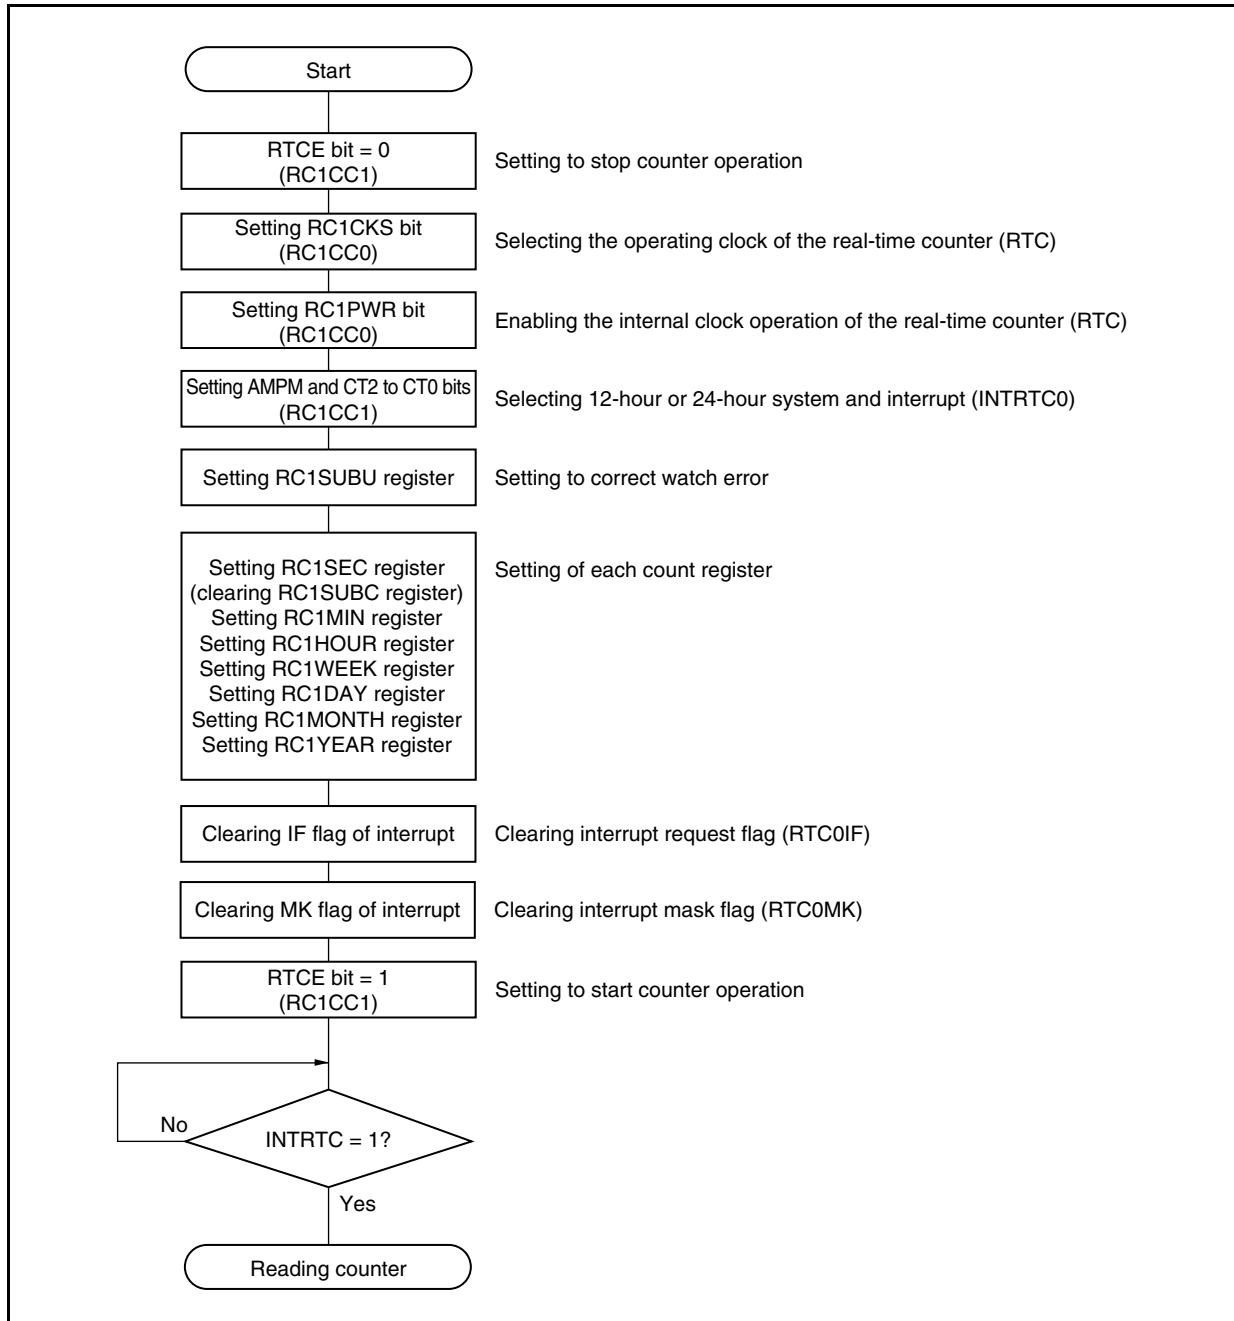 Start
RTCE bit = 0
(RC1CC1)
Setting to stop counter operation
Setting RC1CKS bit
(RC1CC0)
Selecting the operating clock of the real-time counter (RTC)
Setting RC1PWR bit
(RC1CC0)
Enabling the internal clock operation of the real-time counter (RTC)
Setting AMPM and CT2 to CT0 bits
(RC1CC1)
Selecting 12-hour or 24-hour system and interrupt (INTRTC0)
Setting RC1SUBU register
Setting to correct watch error
Setting RC1SEC register
(clearing RC1SUBC register)
Setting RC1MIN register
Setting RC1HOUR register
Setting RC1WEEK register
Setting RC1DAY register
Setting RC1MONTH register
Setting RC1YEAR register
Setting of each count register
Clearing IF flag of interrupt
Clearing interrupt request flag (RTC0IF)
Clearing MK flag of interrupt
Clearing interrupt mask flag (RTC0MK)
RTCE bit = 1
(RC1CC1)
Setting to start counter operation
No
INTRTC = 1?
Yes
Reading counter